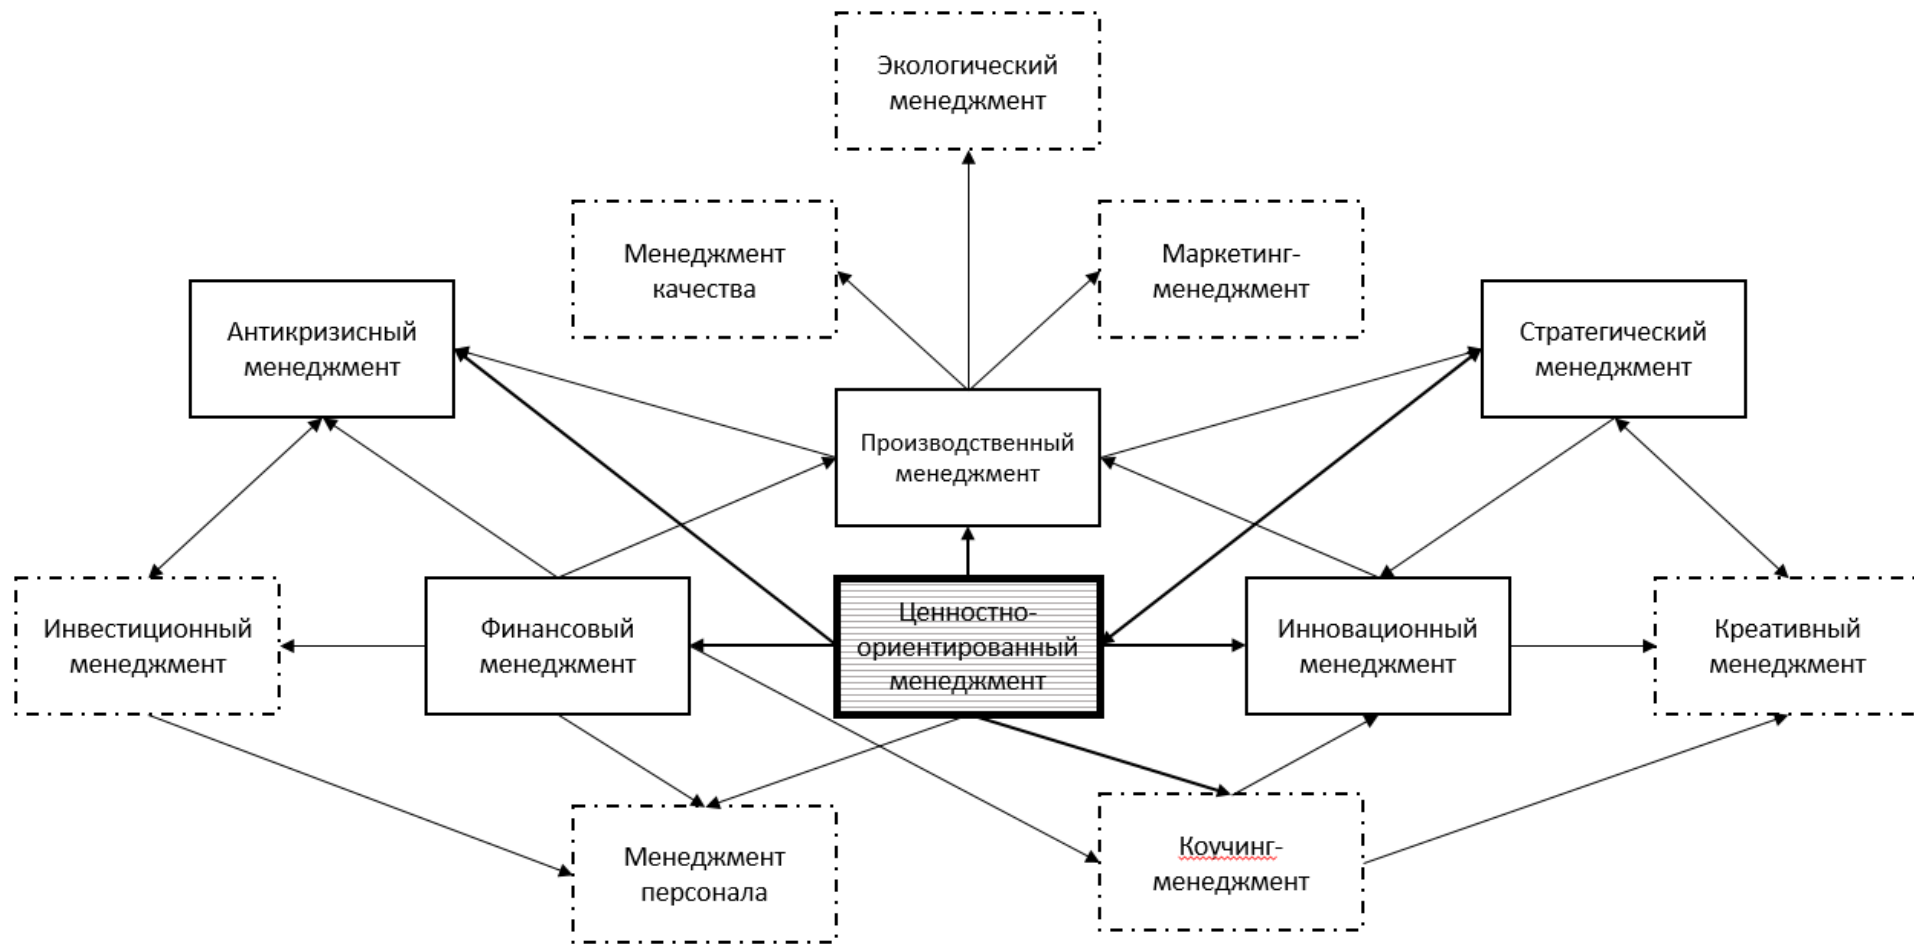 Экологический
менеджмент
Менеджмент
качества
Маркетинг-
менеджмент
Антикризисный
менеджмент
Стратегический
менеджмент
Производственный
менеджмент
Инвестиционный
менеджмент
Финансовый
менеджмент
Ценностно-
ориентированный
менеджмент
Инновационный
менеджмент
Креативный
менеджмент
Менеджмент
персонала
Коучинг-
менеджмент